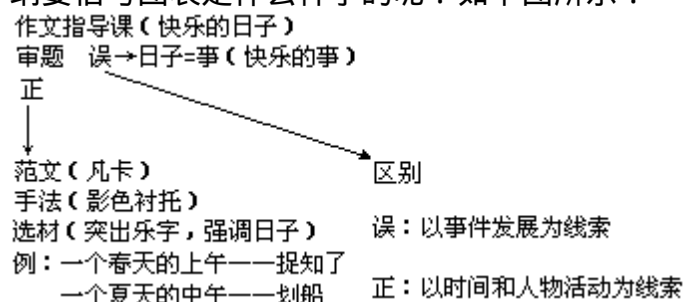 作文指导课（快乐的日子）
审题　误→日子=事（快乐的事）
正
范文（凡卡）
手法（影色衬托）
选材（突出乐字，强调日子）
例：一个春天的上午——捉知了
一个夏天的中午——划船
区别
误：以事件发展为线索
正：以时间和人物活动为线索